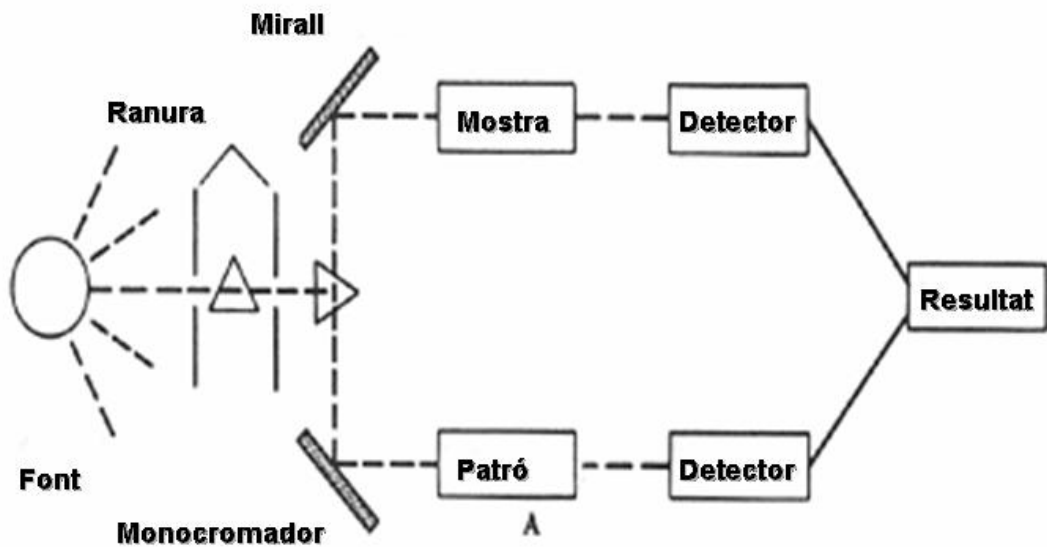 Mirall
Ranura
Mostra
Detector
Resultat
Patró
Detector
Font
Monocromador
A